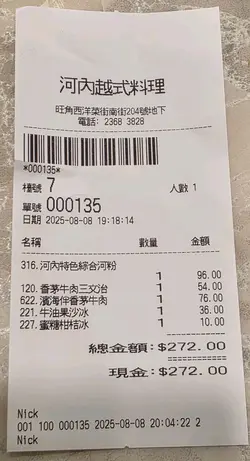 河內越式料理
旺角西洋菜街南街204號地下
電話: 2368 3828
*000135*
檯號 7 人數 1
單號 000135
日期 2025-08-08 19:18:14
名稱 數量 金額
316. 河內特色綜合河粉 1 96.00
120. 香茅牛肉三文治 1 54.00
622. 濱海伴香茅牛肉 1 76.00
221. 牛油果沙冰 1 36.00
227. 蜜糖柑桔冰 1 10.00
總金額: $272.00
現金: $272.00
Nick
001 100 000135 2025-08-08 20:04:22 2
Nick